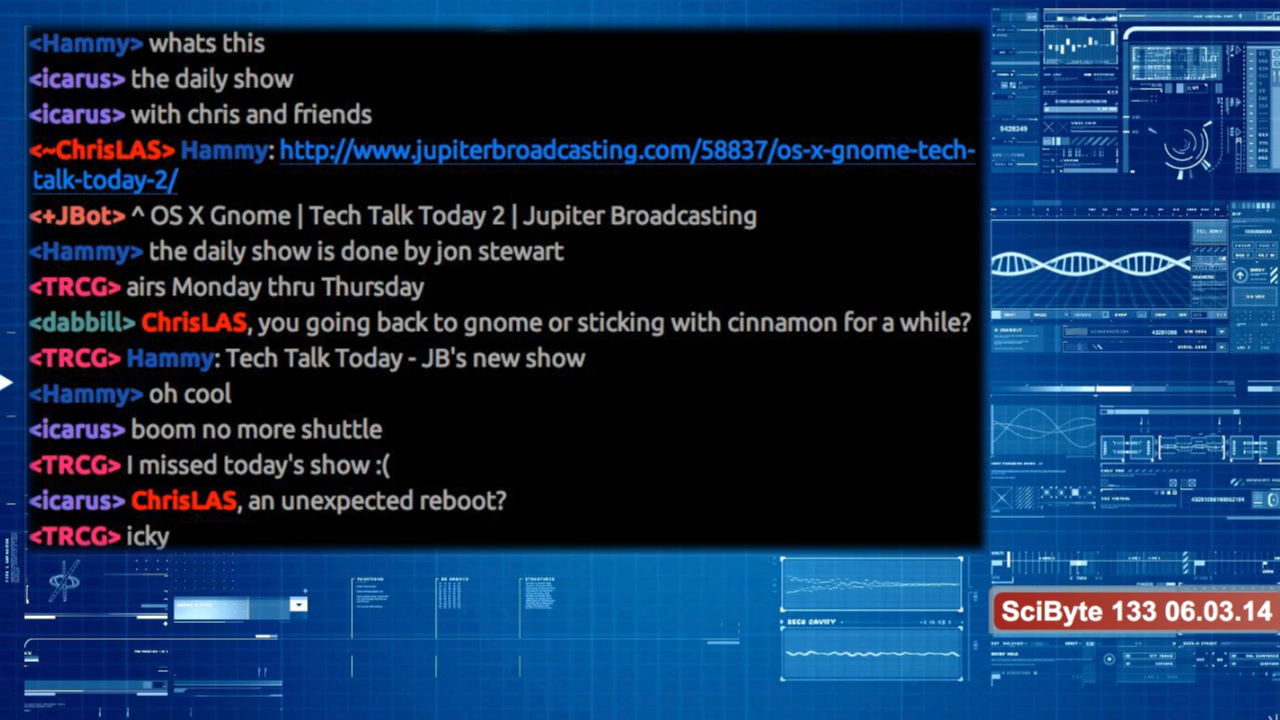 <Hammy> whats this
<icarus> the daily show
<icarus> with chris and friends
<~ChrisLAS> Hammy: http://www.jupiterbroadcasting.com/58837/os-x-gnome-tech-
talk-today-2/
<+JBot> ^ OS X Gnome | Tech Talk Today 2 | Jupiter Broadcasting
<Hammy> the daily show is done by jon stewart
<TRCG> airs Monday thru Thursday
<dabbill> ChrisLAS, you going back to gnome or sticking with cinnamon for a while?
<TRCG> Hammy: Tech Talk Today - JB's new show
<Hammy> oh cool
<icarus> boom no more shuttle
<TRCG> I missed today's show :(
<icarus> ChrisLAS, an unexpected reboot?
<TRCG> icky
9428249
SciByte 133 06.03.14